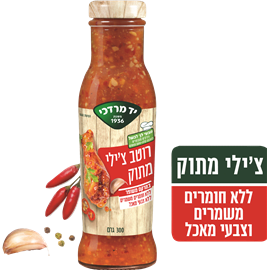 יד מרדכי
1936
רוטב צ'ילי
מתוק
300 גרם
צ'ילי מתוק
ללא חומרים
משמרים
וצבעי מאכל